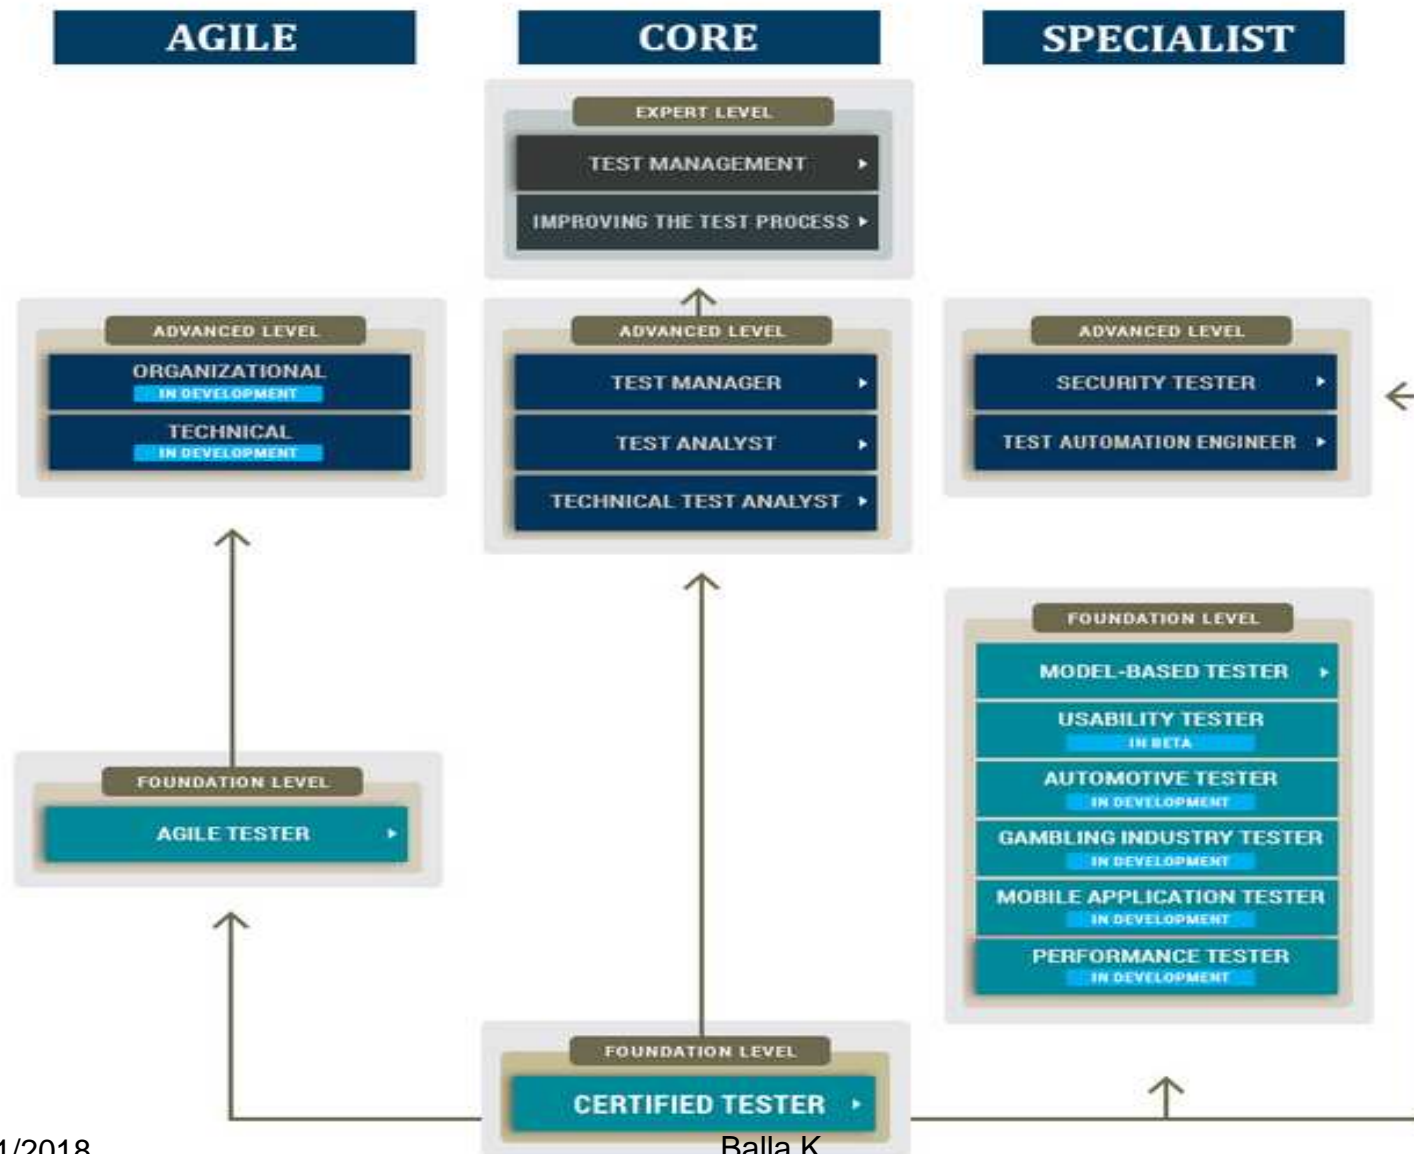 AGILE
CORE
SPECIALIST
EXPERT LEVEL
TEST MANAGEMENT
IMPROVING THE TEST PROCESS
ADVANCED LEVEL
ORGANIZATIONAL
IN DEVELOPMENT
TECHNICAL
IN DEVELOPMENT
ADVANCED LEVEL
TEST MANAGER
TEST ANALYST
TECHNICAL TEST ANALYST
ADVANCED LEVEL
SECURITY TESTER
TEST AUTOMATION ENGINEER
FOUNDATION LEVEL
AGILE TESTER
FOUNDATION LEVEL
MODEL-BASED TESTER
USABILITY TESTER
IN BETA
AUTOMOTIVE TESTER
IN DEVELOPMENT
GAMBLING INDUSTRY TESTER
IN DEVELOPMENT
MOBILE APPLICATION TESTER
IN DEVELOPMENT
PERFORMANCE TESTER
IN DEVELOPMENT
FOUNDATION LEVEL
CERTIFIED TESTER
1/2018
Balla K